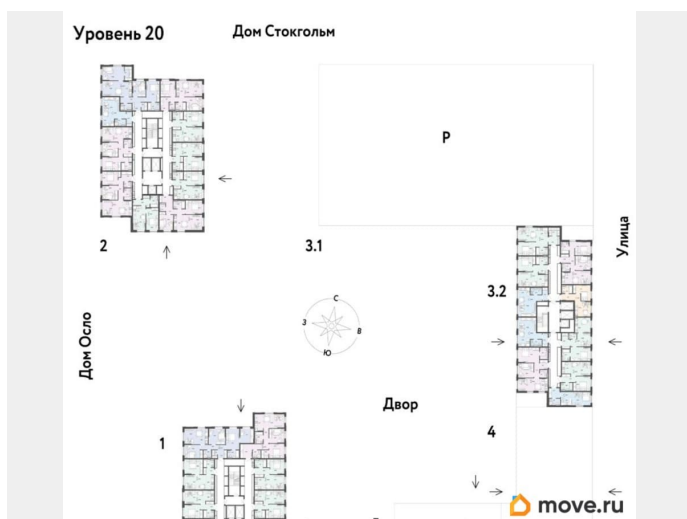 Уровень 20
Дом Стокгольм
P
Улица
2
3.1
3.2
С
З
В
Ю
Дом Осло
Двор
1
4
move.ru